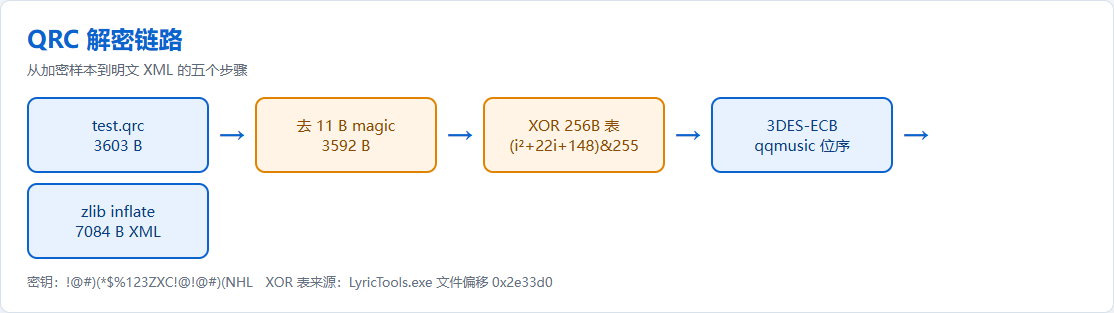 QRC 解密链路
从加密样本到明文 XML 的五个步骤
test.qrc
3603 B
→
去 11 B magic
3592 B
→
XOR 256B 表
(i²+22i+148)&255
→
3DES-ECB
qqmusic 位序
→
zlib inflate
7084 B XML
密钥：!@#)(*$%123ZXC!@!@#)(NHL XOR 表来源：LyricTools.exe 文件偏移 0x2e33d0